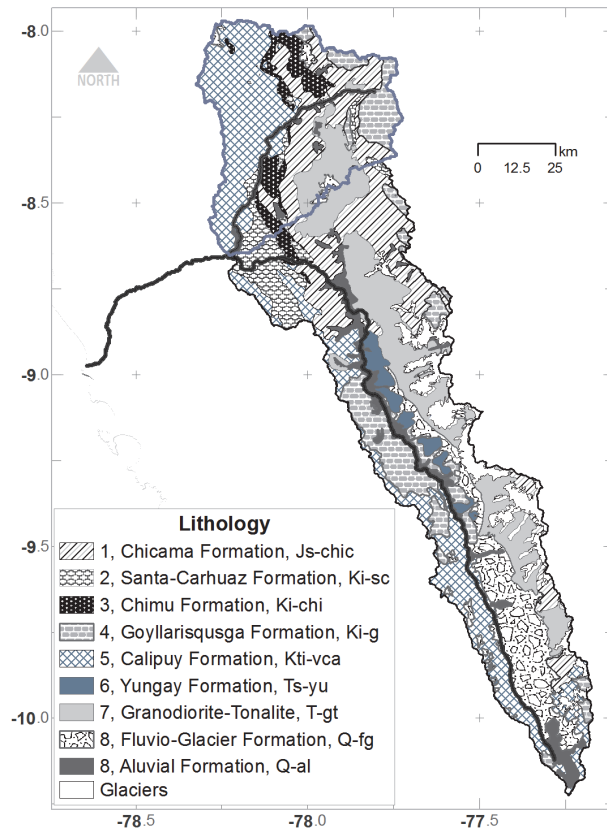 -8.0
NORTH
km
0 12.5 25
-8.5
-9.0
-9.5
-10.0
Lithology
1, Chicama Formation, Js-chic
2, Santa-Carhuaz Formation, Ki-sc
3, Chimu Formation, Ki-chi
4, Goyllarisqusga Formation, Ki-g
5, Calipuy Formation, Kti-vca
6, Yungay Formation, Ts-yu
7, Granodiorite-Tonalite, T-gt
8, Fluvio-Glacier Formation, Q-fg
8, Aluvial Formation, Q-al
Glaciers
-78.5 -78.0 -77.5